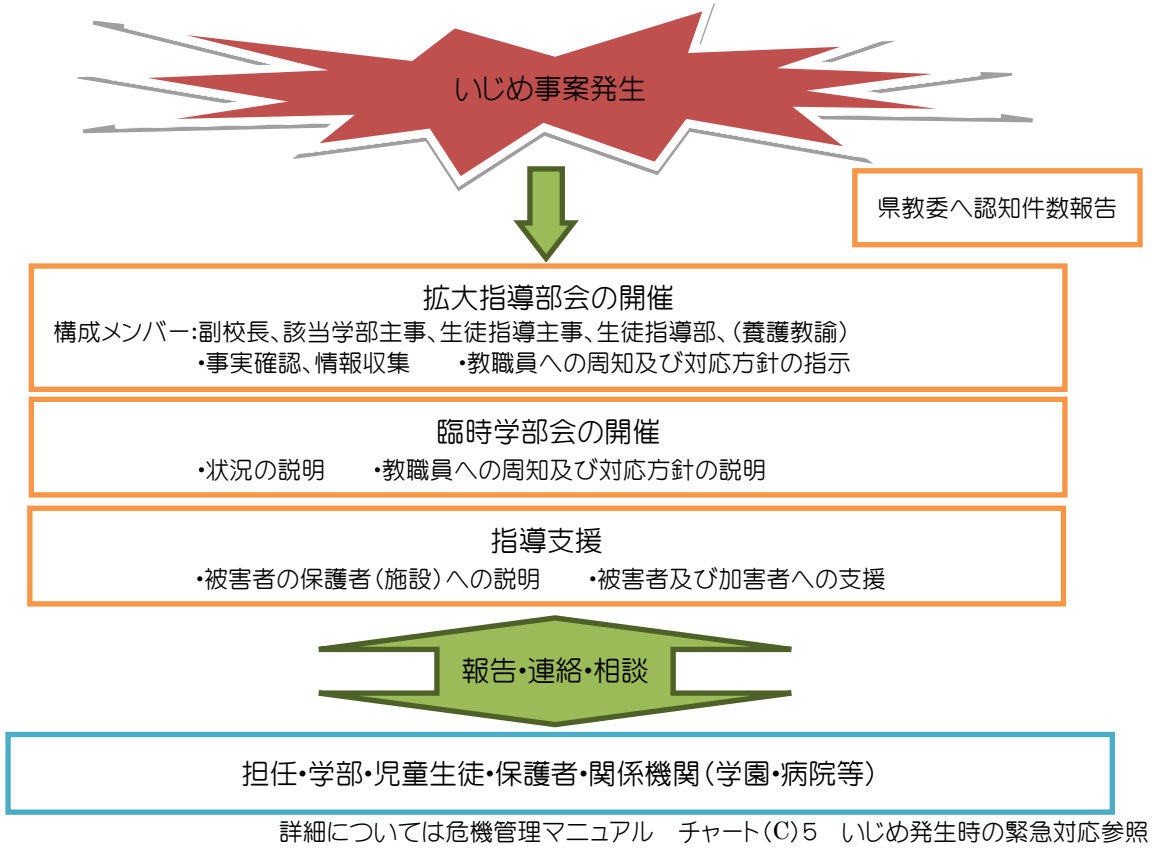 いじめ事案発生
県教委へ認知件数報告
拡大指導部会の開催
構成メンバー:副校長、該当学部主事、生徒指導主事、生徒指導部、(養護教諭)
・事実確認、情報収集　・教職員への周知及び対応方針の指示
臨時学部会の開催
・状況の説明　・教職員への周知及び対応方針の説明
指導支援
・被害者の保護者(施設)への説明　・被害者及び加害者への支援
報告・連絡・相談
担任・学部・児童生徒・保護者・関係機関(学園・病院等)
詳細については危機管理マニュアル　チャート(C)5　いじめ発生時の緊急対応参照